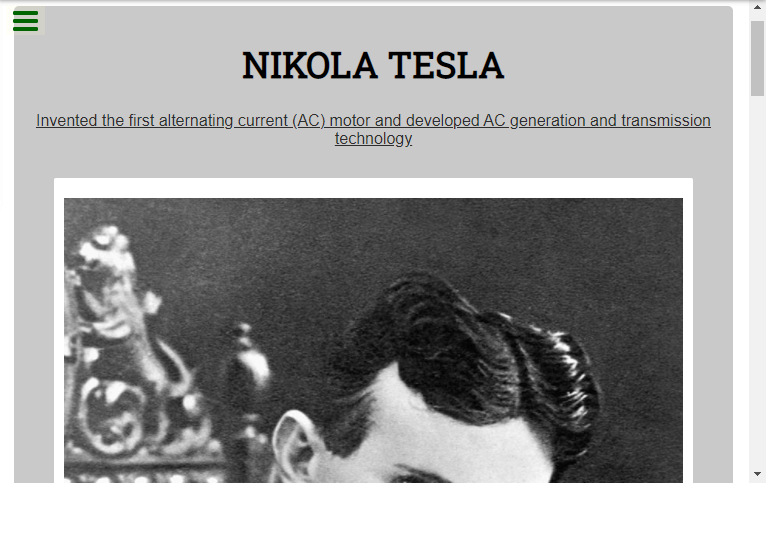 NIKOLA TESLA
Invented the first alternating current (AC) motor and developed AC generation and transmission
technology